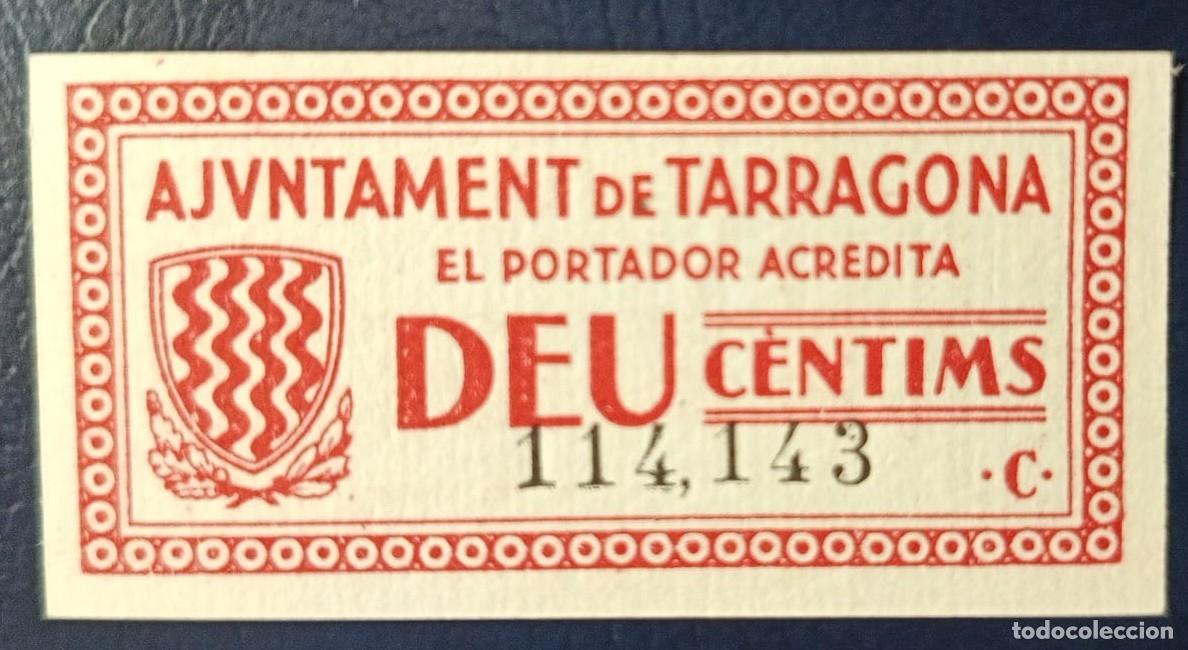 AJVNTAMENT DE TARRAGONA
EL PORTADOR ACREDITA
DEU CÈNTIMS
114,143
·C·
todocoleccion